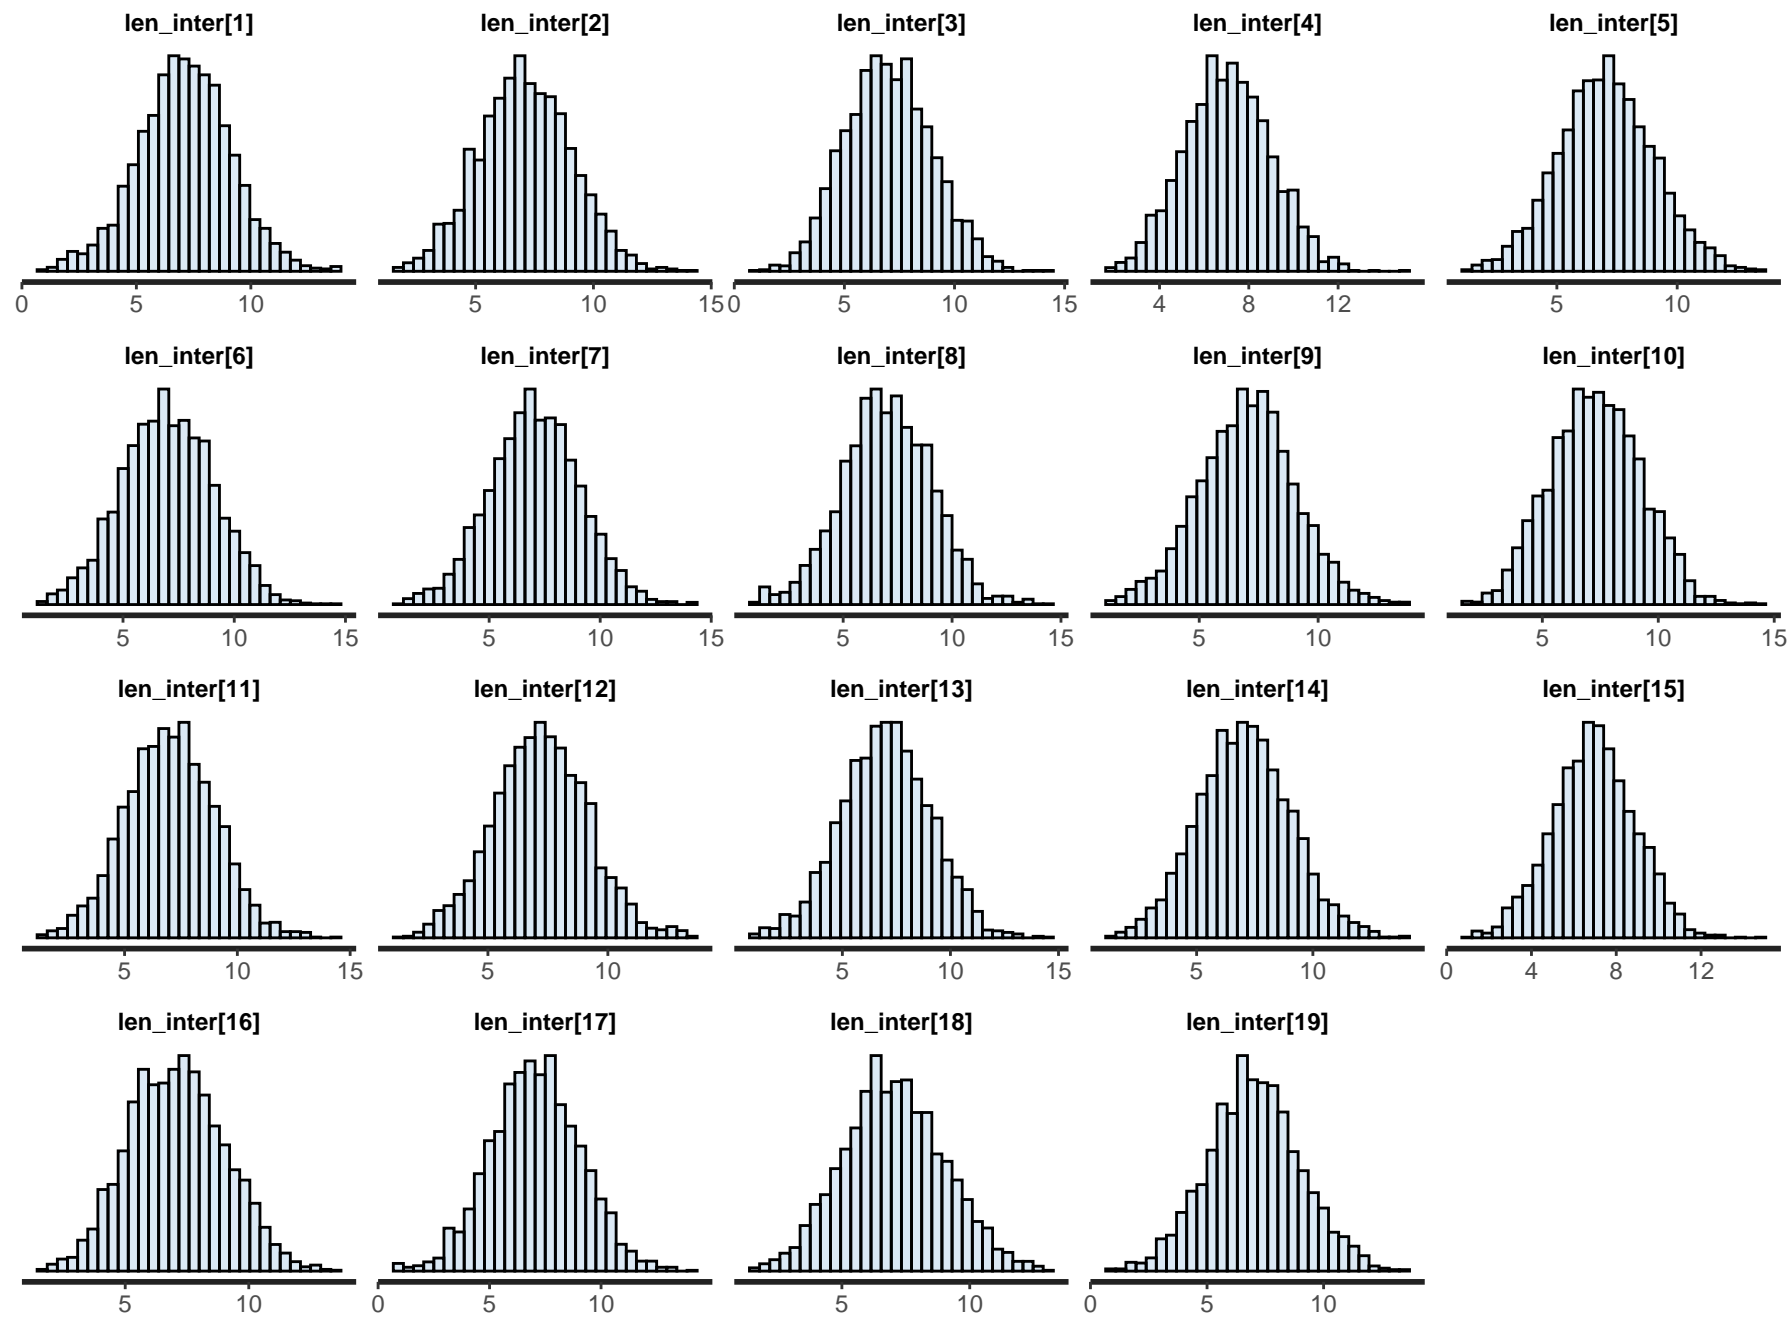 len_inter[1] len_inter[2] len_inter[3] len_inter[4] len_inter[5]
0 5 10 5 10 15 0 5 10 15 4 8 12 5 10
len_inter[6] len_inter[7] len_inter[8] len_inter[9] len_inter[10]
5 10 15 5 10 15 5 10 15 5 10 5 10 15
len_inter[11] len_inter[12] len_inter[13] len_inter[14] len_inter[15]
5 10 15 5 10 5 10 15 5 10 0 4 8 12
len_inter[16] len_inter[17] len_inter[18] len_inter[19]
5 10 0 5 10 5 10 0 5 10